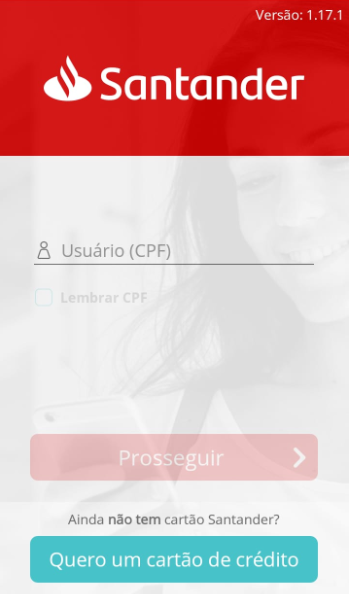 Versão: 1.17.1
Santander
Usuário (CPF)
Lembrar CPF
Prosseguir
Ainda não tem cartão Santander?
Quero um cartão de crédito